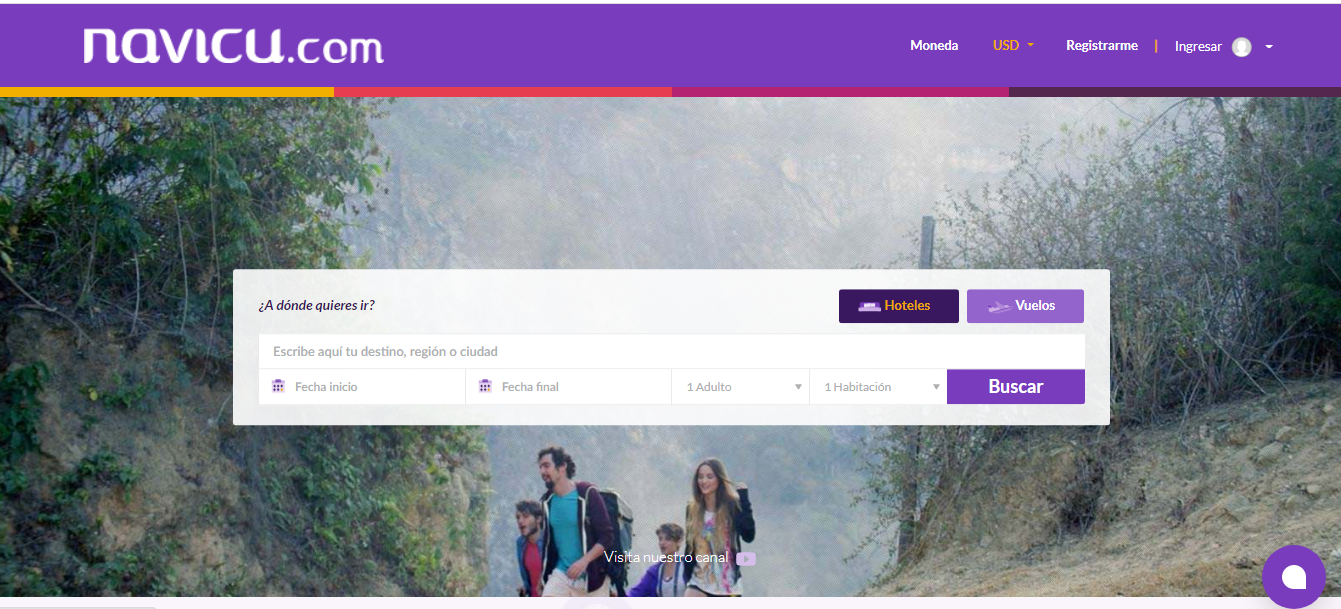 navicu.com
Moneda USD Registrarme | Ingresar
¿A dónde quieres ir?
Hoteles Vuelos
Escribe aquí tu destino, región o ciudad
Fecha inicio Fecha final 1 Adulto 1 Habitación Buscar
Visita nuestro canal